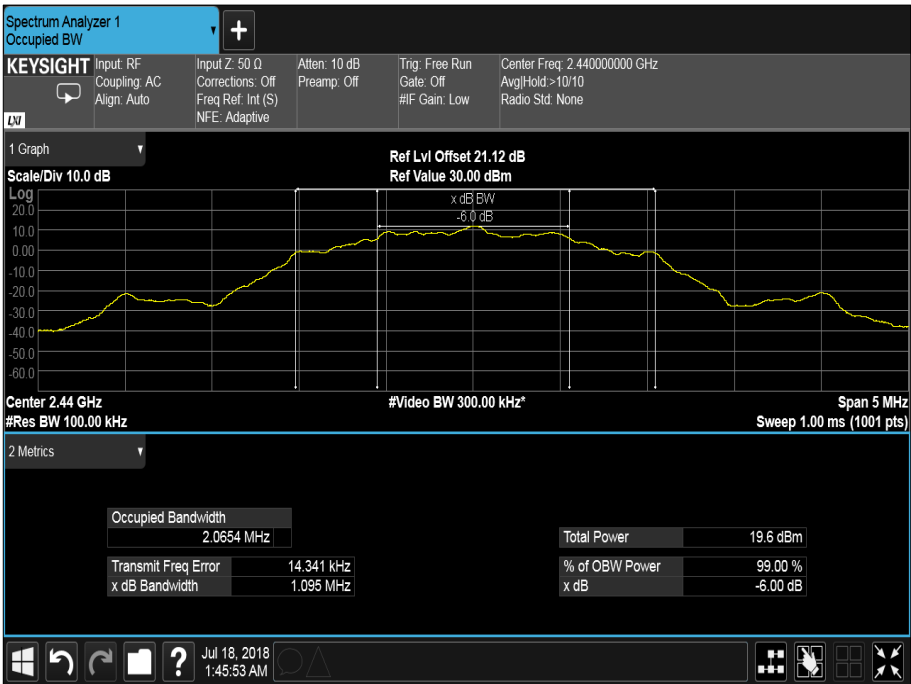 Spectrum Analyzer 1
Occupied BW
+
KEYSIGHT
LXI
Input: RF
Coupling: AC
Align: Auto
Input Z: 50 Ω
Corrections: Off
Freq Ref: Int (S)
NFE: Adaptive
Atten: 10 dB
Preamp: Off
Trig: Free Run
Gate: Off
#IF Gain: Low
Center Freq: 2.440000000 GHz
Avg|Hold:>10/10
Radio Std: None
1 Graph
Scale/Div 10.0 dB
Ref Lvl Offset 21.12 dB
Ref Value 30.00 dBm
Log
20.0
10.0
0.00
-10.0
-20.0
-30.0
-40.0
-50.0
-60.0
x dB BW
-6.0 dB
Center 2.44 GHz
#Res BW 100.00 kHz
#Video BW 300.00 kHz*
Span 5 MHz
Sweep 1.00 ms (1001 pts)
2 Metrics
Occupied Bandwidth
2.0654 MHz
Transmit Freq Error 14.341 kHz
x dB Bandwidth 1.095 MHz
Total Power 19.6 dBm
% of OBW Power 99.00 %
x dB -6.00 dB
?
Jul 18, 2018
1:45:53 AM